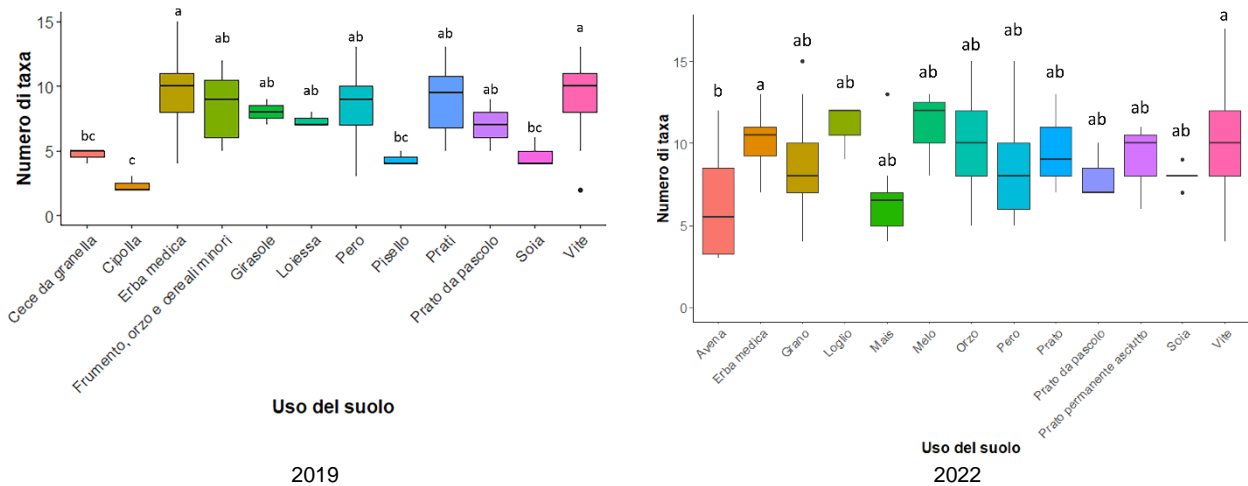 Numero di taxa
15
10
5
0
bc
c
a
ab
ab
ab
ab
bc
ab
ab
bc
a
Cece da granella
Cipolla
Erba medica
Frumento, orzo e cereali minori
Girasole
Loiessa
Pero
Pisello
Prati
Prato da pascolo
Soia
Vite
Uso del suolo
2019
Numero di taxa
15
10
5
0
b
a
ab
ab
ab
ab
ab
ab
ab
ab
ab
ab
a
Avena
Erba medica
Grano
Loglio
Mais
Melo
Orzo
Pero
Prato
Prato da pascolo
Prato permanente asciutto
Soia
Vite
Uso del suolo
2022